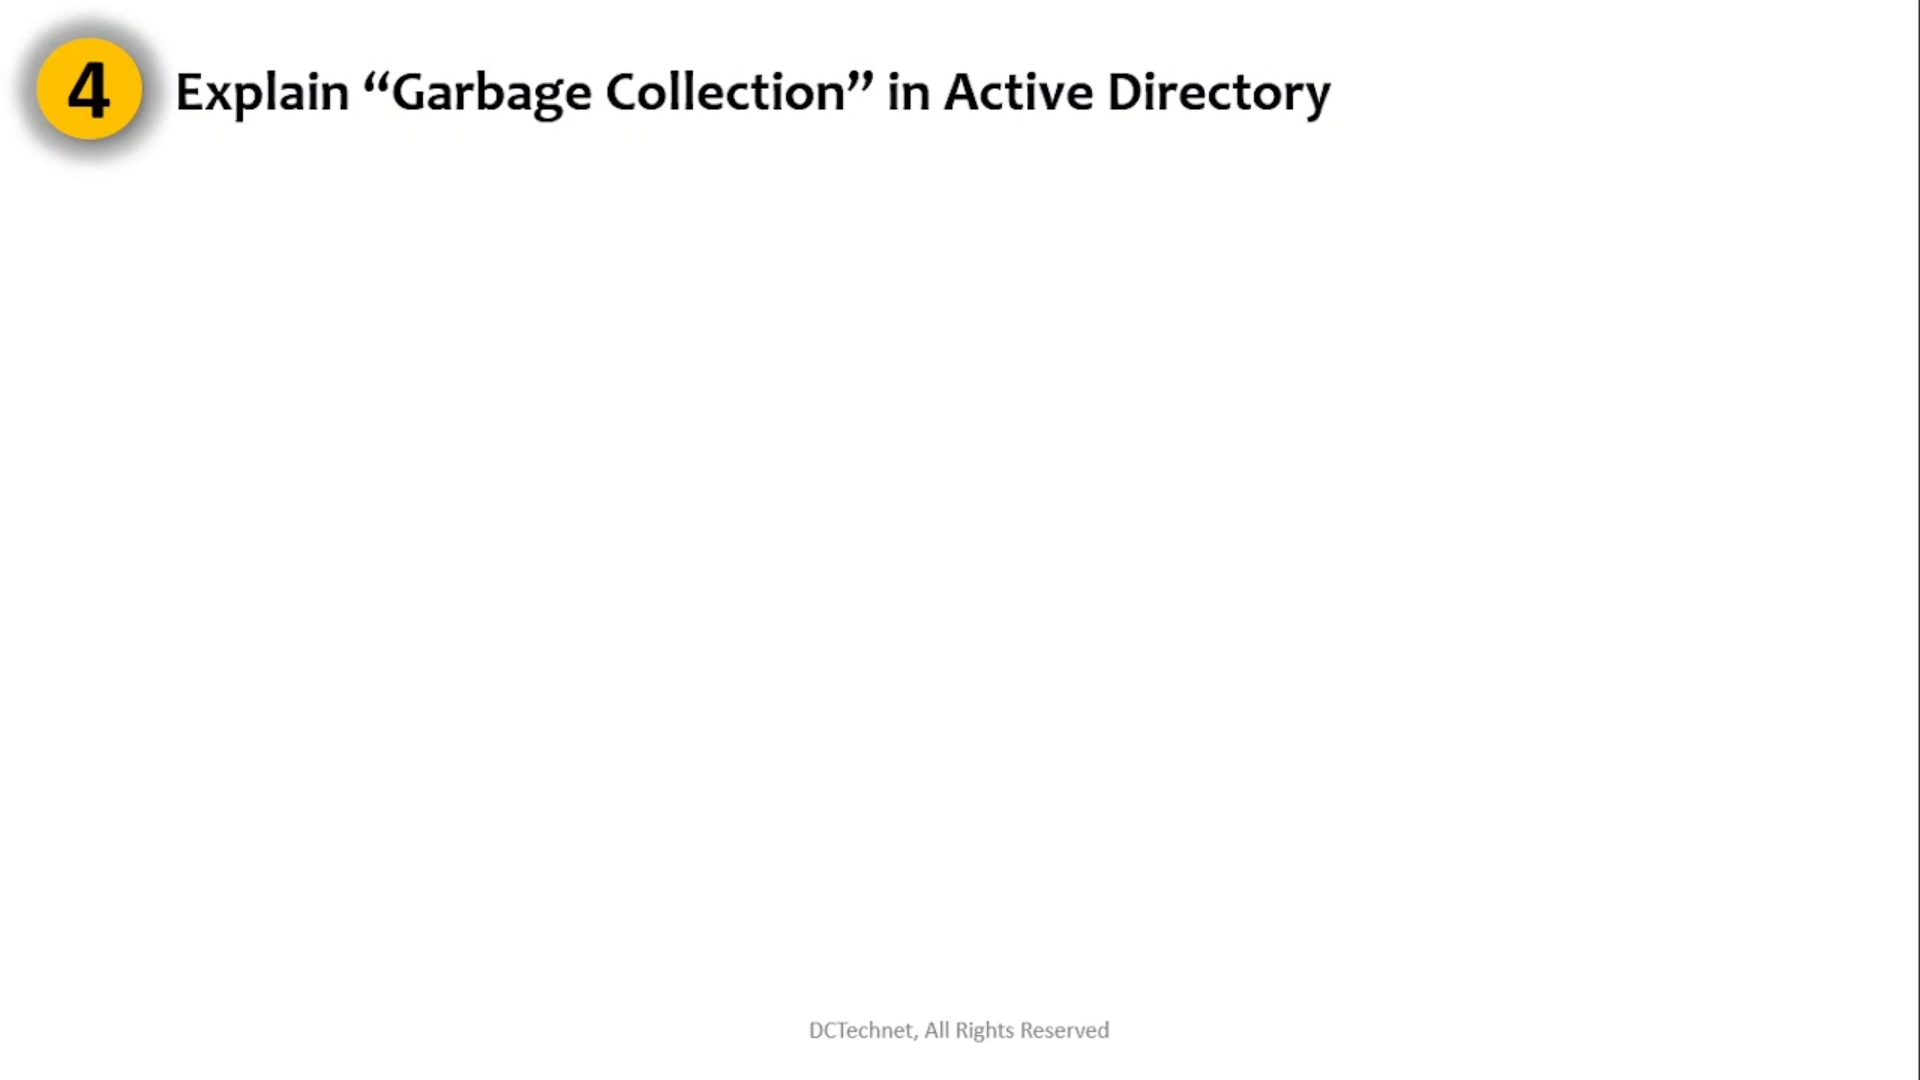 4 Explain “Garbage Collection” in Active Directory
DCTechnet, All Rights Reserved